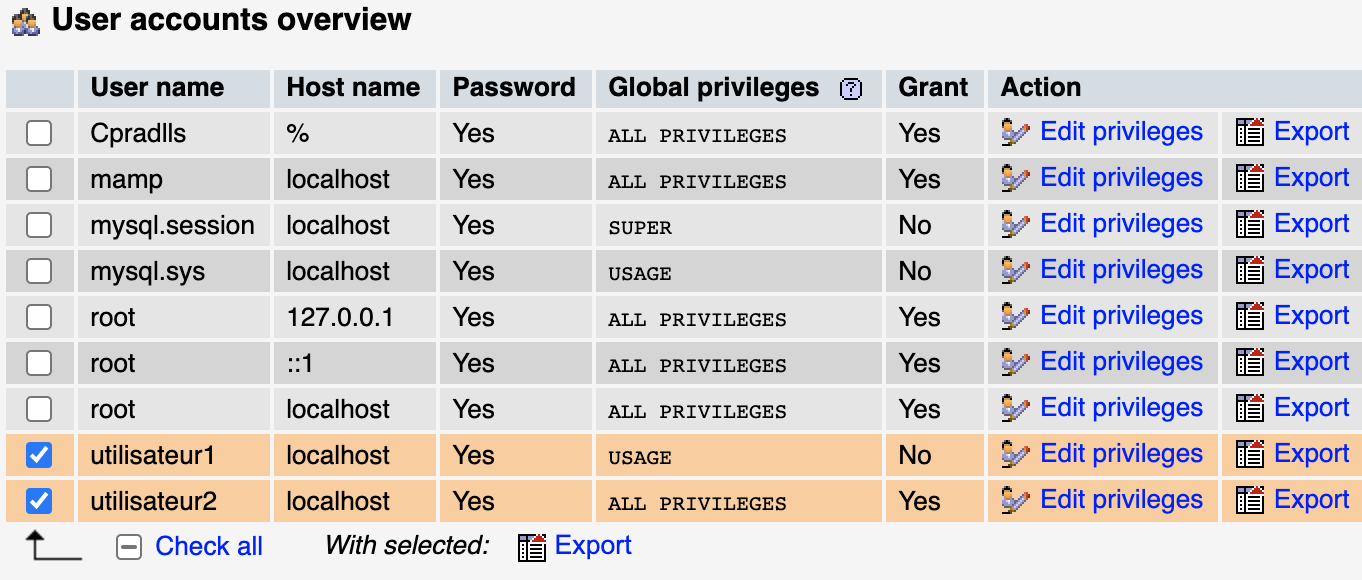 User accounts overview
User name Host name Password Global privileges ? Grant Action
Cpradlls % Yes ALL PRIVILEGES Yes Edit privileges Export
mamp localhost Yes ALL PRIVILEGES Yes Edit privileges Export
mysql.session localhost Yes SUPER No Edit privileges Export
mysql.sys localhost Yes USAGE No Edit privileges Export
root 127.0.0.1 Yes ALL PRIVILEGES Yes Edit privileges Export
root ::1 Yes ALL PRIVILEGES Yes Edit privileges Export
root localhost Yes ALL PRIVILEGES Yes Edit privileges Export
utilisateur1 localhost Yes USAGE No Edit privileges Export
utilisateur2 localhost Yes ALL PRIVILEGES Yes Edit privileges Export
Check all With selected: Export